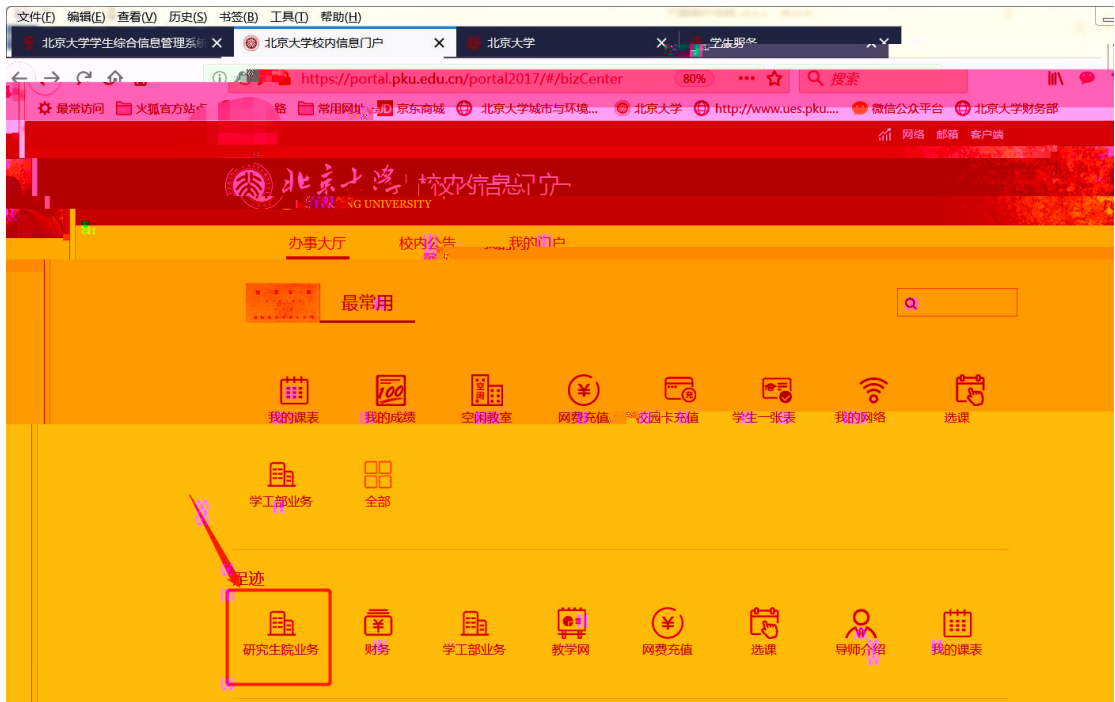 文件(F) 编辑(E) 查看(V) 历史(S) 书签(B) 工具(T) 帮助(H)
北京大学学生综合信息管理系统 北京大学校内信息门户 北京大学
https://portal.pku.edu.cn/portal2017/#/bizCenter 80% 搜索
最常访问 火狐官方站点 常用网址 JD 京东商城 北京大学城市与环境... 北京大学 http://www.ues.pku.... 微信公众平台 北京大学财务部
网络 邮箱 客户端
北京大学 校内信息门户
UNIVERSITY
办事大厅 校内公告 我的门户
最常用
我的课表 我的成绩 空闲教室 网费充值 校园卡充值 学生一张表 我的网络 选课
学工部业务 全部
足迹
研究生院业务 财务 学工部业务 教学网 网费充值 选课 导师介绍 我的课表